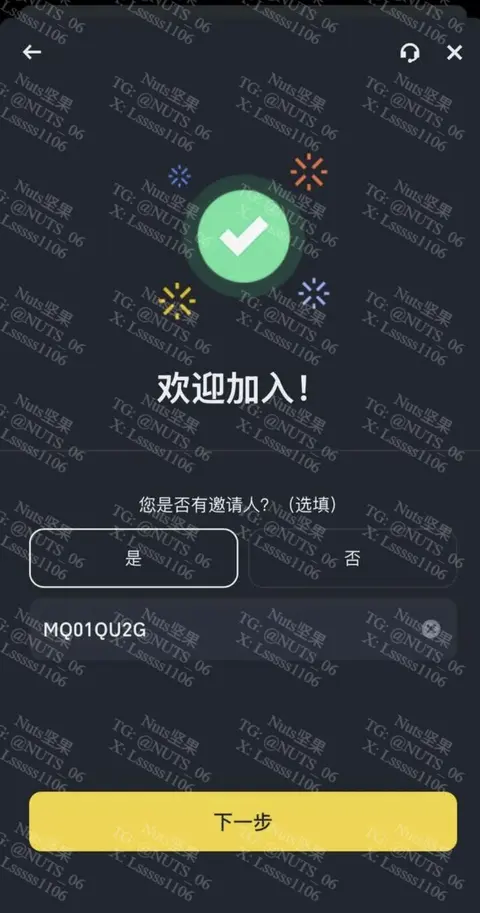 欢迎加入！
您是否有邀请人？（选填）
是
否
MQ01QU2G
下一步
Nuts坚果
TG: @NUTS_06
X: Lsssss1106